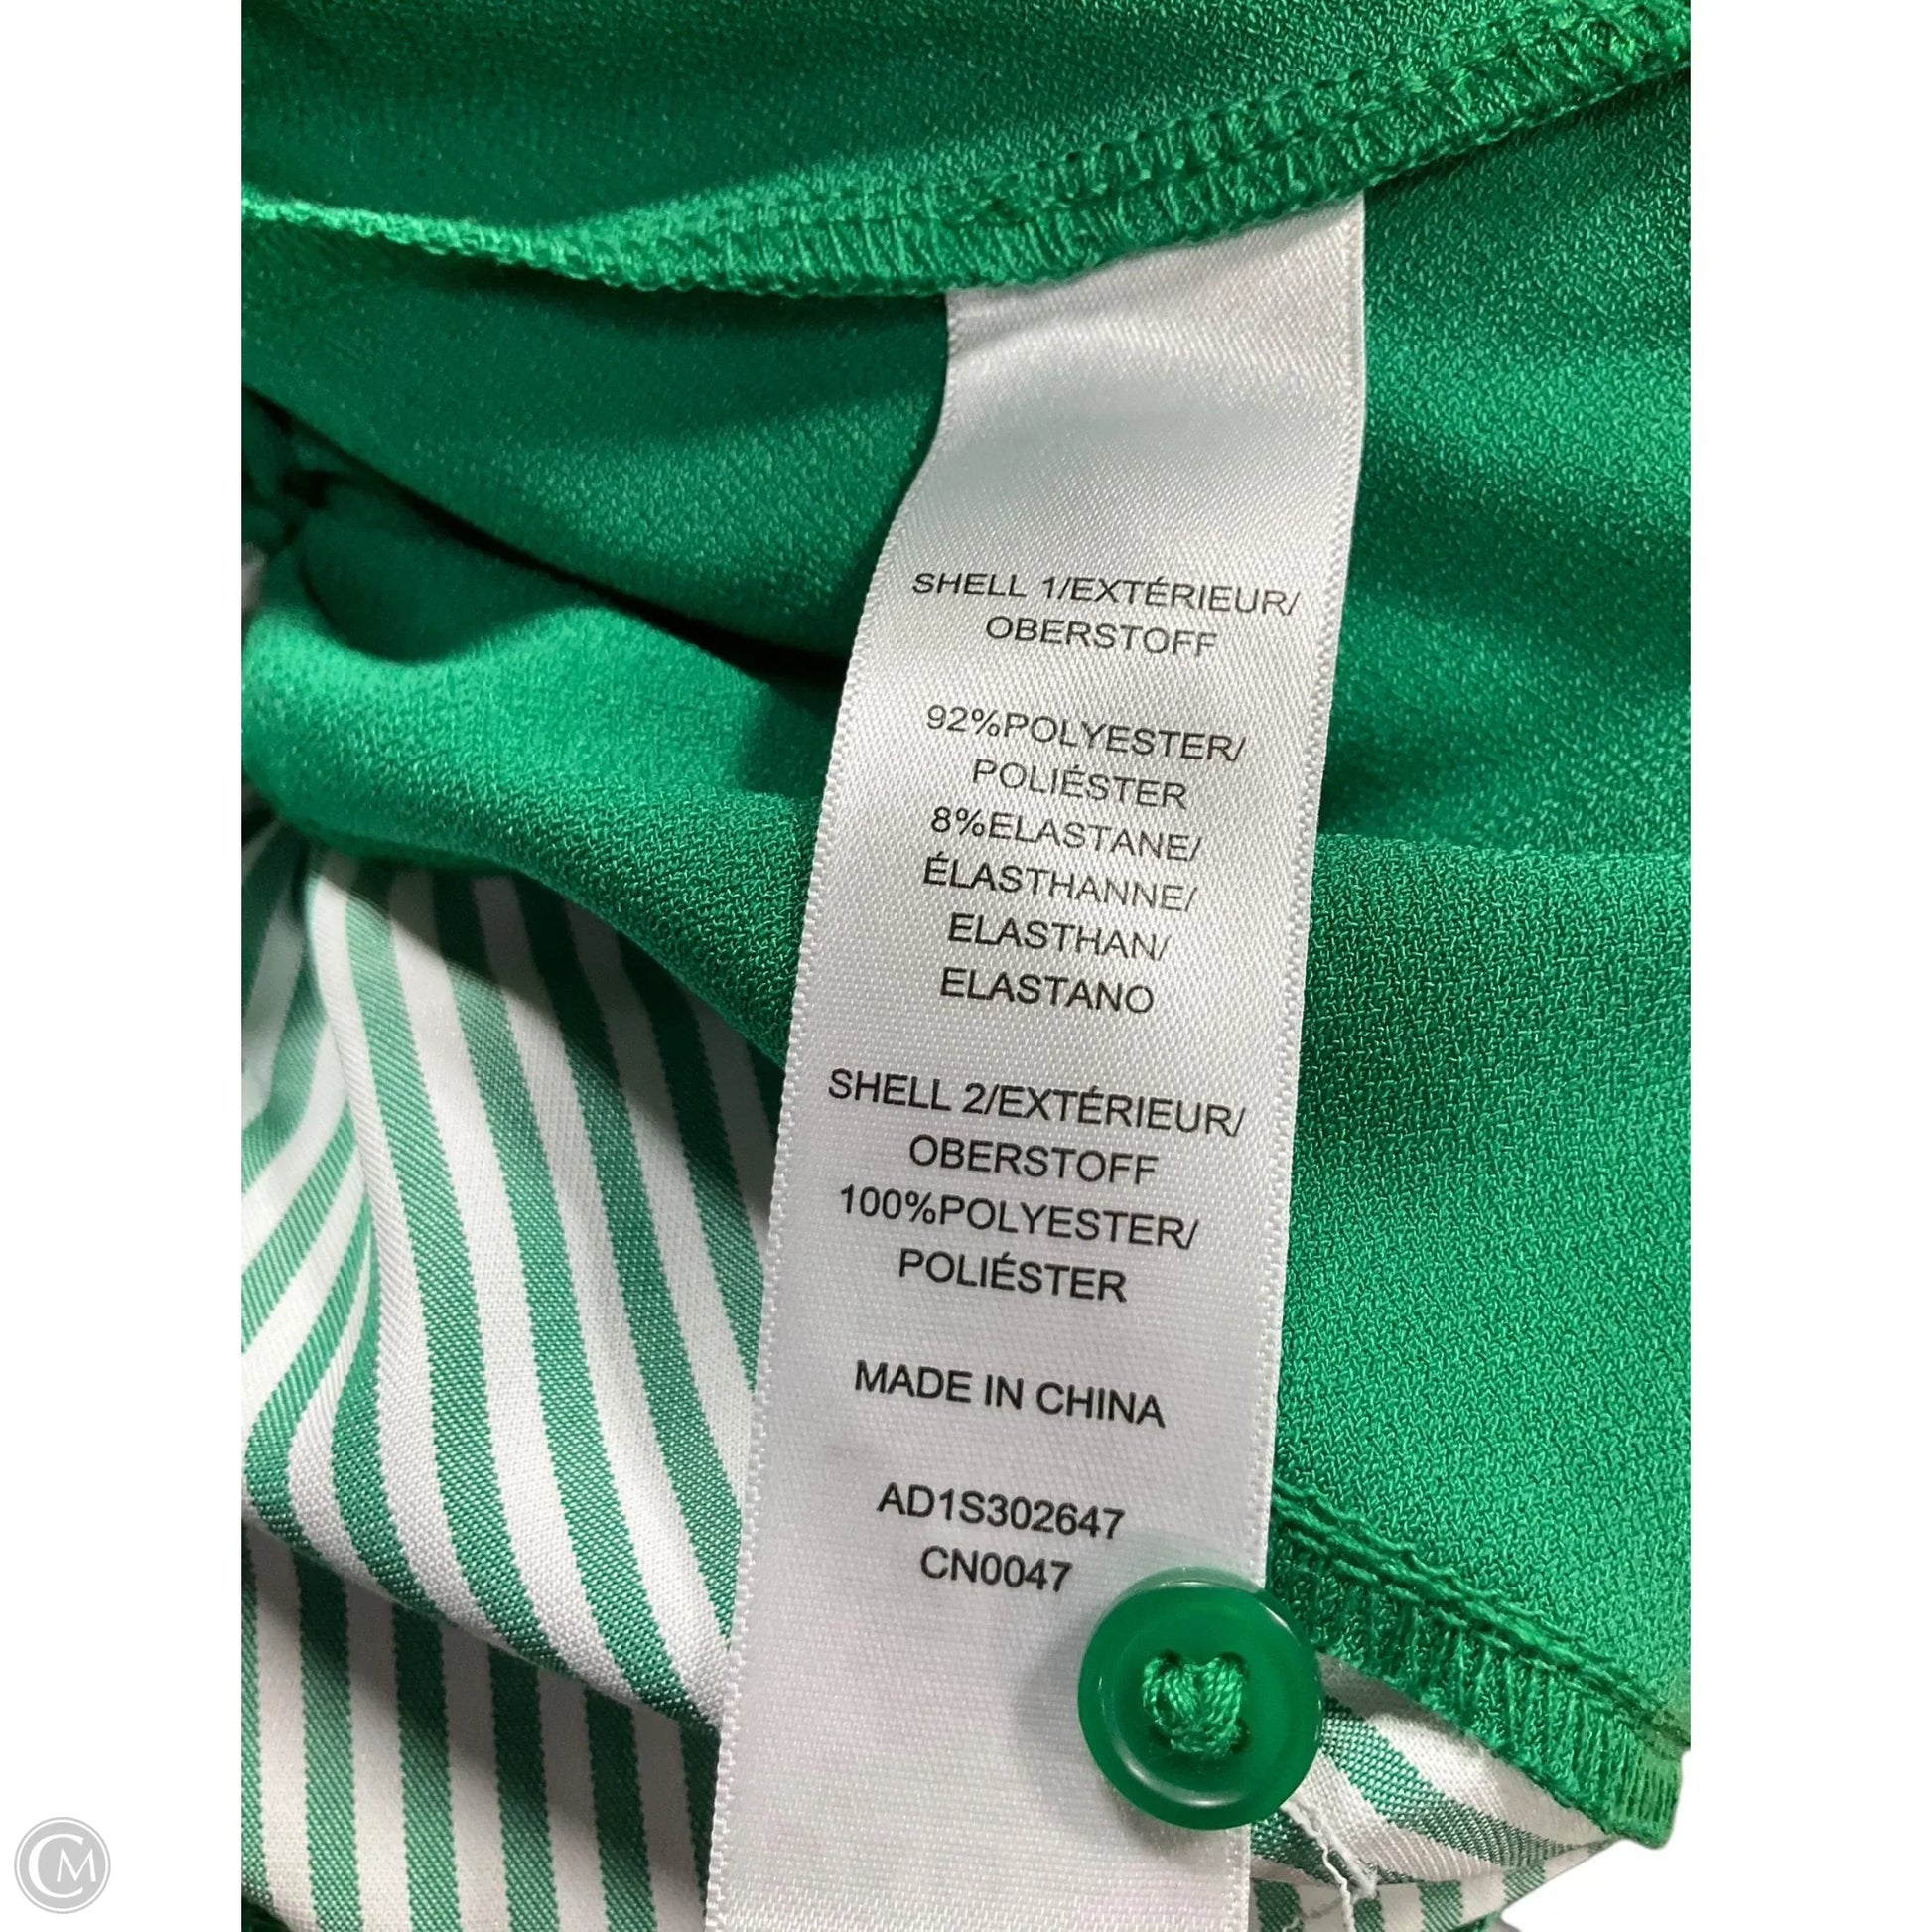 SHELL 1/EXTÉRIEUR/
OBERSTOFF
92%POLYESTER/
POLIÉSTER
8%ELASTANE/
ÉLASTHANNE/
ELASTHAN/
ELASTANO
SHELL 2/EXTÉRIEUR/
OBERSTOFF
100%POLYESTER/
POLIÉSTER
MADE IN CHINA
AD1S302647
CN0047
CM